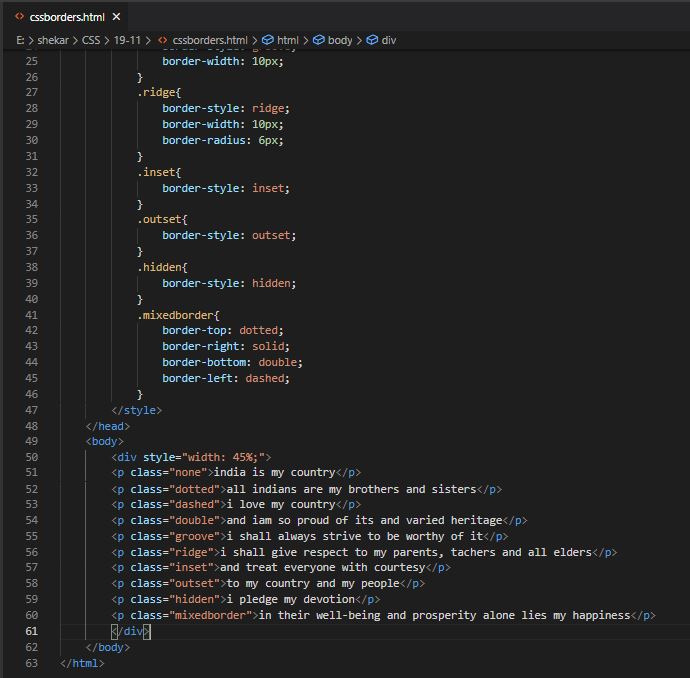 cssborders.html
E: > shekar > CSS > 19-11 > cssborders.html > html > body > div
25 border-width: 10px;
26 }
27 .ridge{
28 border-style: ridge;
29 border-width: 10px;
30 border-radius: 6px;
31 }
32 .inset{
33 border-style: inset;
34 }
35 .outset{
36 border-style: outset;
37 }
38 .hidden{
39 border-style: hidden;
40 }
41 .mixedborder{
42 border-top: dotted;
43 border-right: solid;
44 border-bottom: double;
45 border-left: dashed;
46 }
47 </style>
48 </head>
49 <body>
50 <div style="width: 45%;">
51 <p class="none">india is my country</p>
52 <p class="dotted">all indians are my brothers and sisters</p>
53 <p class="dashed">i love my country</p>
54 <p class="double">and iam so proud of its and varied heritage</p>
55 <p class="groove">i shall always strive to be worthy of it</p>
56 <p class="ridge">i shall give respect to my parents, tachers and all elders</p>
57 <p class="inset">and treat everyone with courtesy</p>
58 <p class="outset">to my country and my people</p>
59 <p class="hidden">i pledge my devotion</p>
60 <p class="mixedborder">in their well-being and prosperity alone lies my happiness</p>
61 </div>
62 </body>
63 </html>